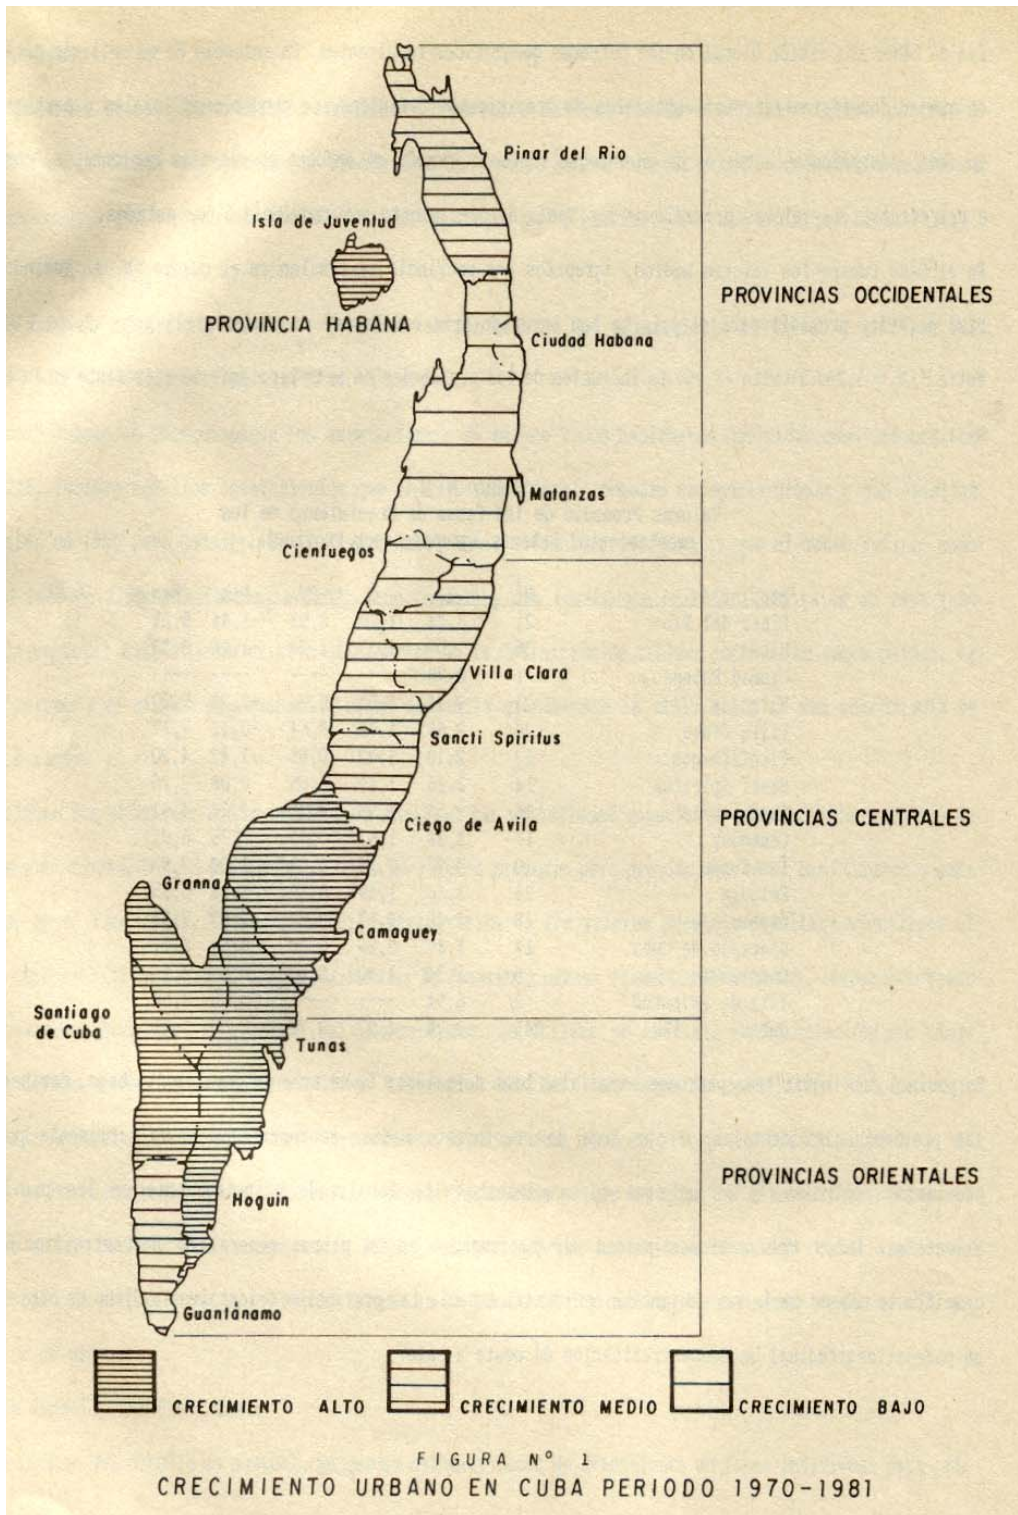 Pinar del Rio
Isla de Juventud
PROVINCIAS OCCIDENTALES
PROVINCIA HABANA
Ciudad Habana
Matanzas
Cienfuegos
Villa Clara
Sancti Spiritus
PROVINCIAS CENTRALES
Ciego de Avila
Granna
Camaguey
Santiago
de Cuba
Tunas
PROVINCIAS ORIENTALES
Hoguin
Guantánamo
CRECIMIENTO ALTO
CRECIMIENTO MEDIO
CRECIMIENTO BAJO
FIGURA N° 1
CRECIMIENTO URBANO EN CUBA PERIODO 1970-1981